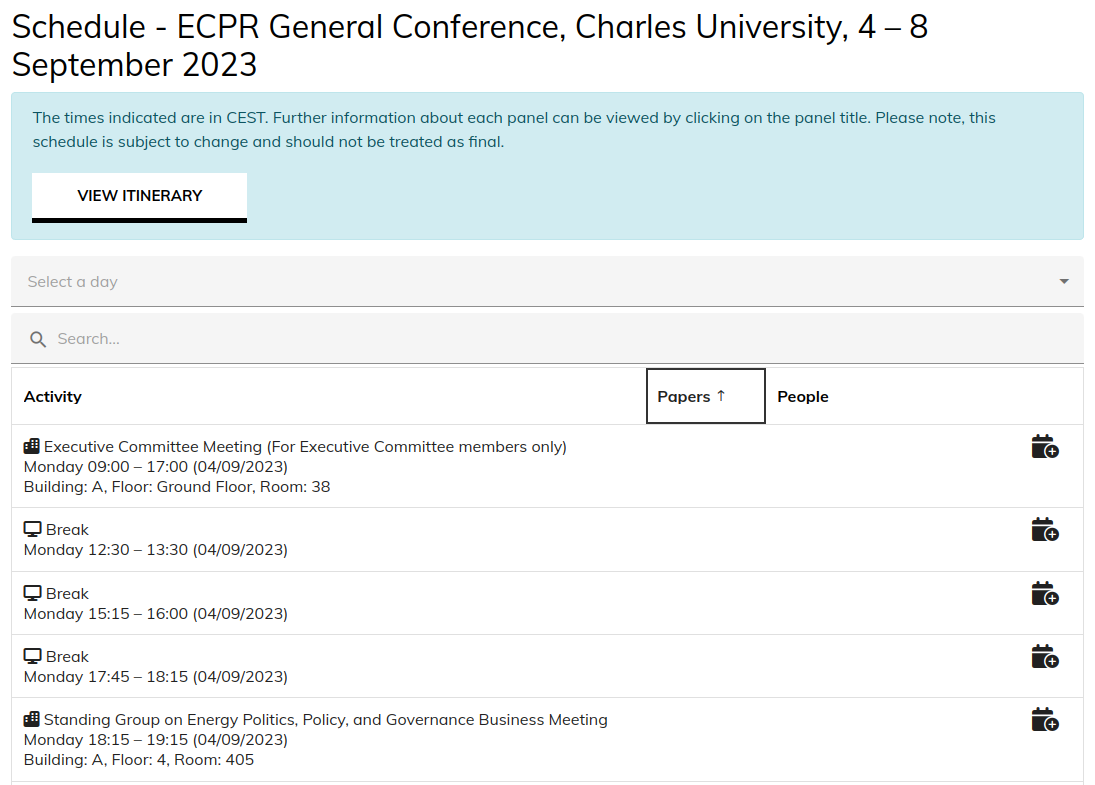 Schedule - ECPR General Conference, Charles University, 4 – 8
September 2023
The times indicated are in CEST. Further information about each panel can be viewed by clicking on the panel title. Please note, this
schedule is subject to change and should not be treated as final.
VIEW ITINERARY
Select a day
Search...
Activity Papers ↑ People
Executive Committee Meeting (For Executive Committee members only)
Monday 09:00 – 17:00 (04/09/2023)
Building: A, Floor: Ground Floor, Room: 38
Break
Monday 12:30 – 13:30 (04/09/2023)
Break
Monday 15:15 – 16:00 (04/09/2023)
Break
Monday 17:45 – 18:15 (04/09/2023)
Standing Group on Energy Politics, Policy, and Governance Business Meeting
Monday 18:15 – 19:15 (04/09/2023)
Building: A, Floor: 4, Room: 405